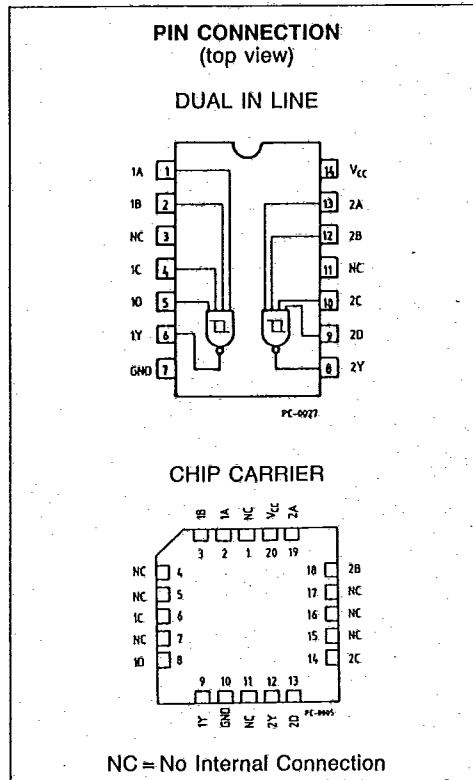 PIN CONNECTION
(top view)
DUAL IN LINE
1A 1 14 VCC
1B 2 13 2A
NC 3 12 2B
1C 4 11 NC
1D 5 10 2C
1Y 6 9 2D
GND 7 8 2Y
PC-0027
CHIP CARRIER
1B 1A NC VCC 2A
3 2 1 20 19
NC 4 18 2B
NC 5 17 NC
1C 6 16 NC
NC 7 15 NC
1D 8 14 2C
9 10 11 12 13
1Y GND NC 2Y 2D
PC-0005
NC = No Internal Connection